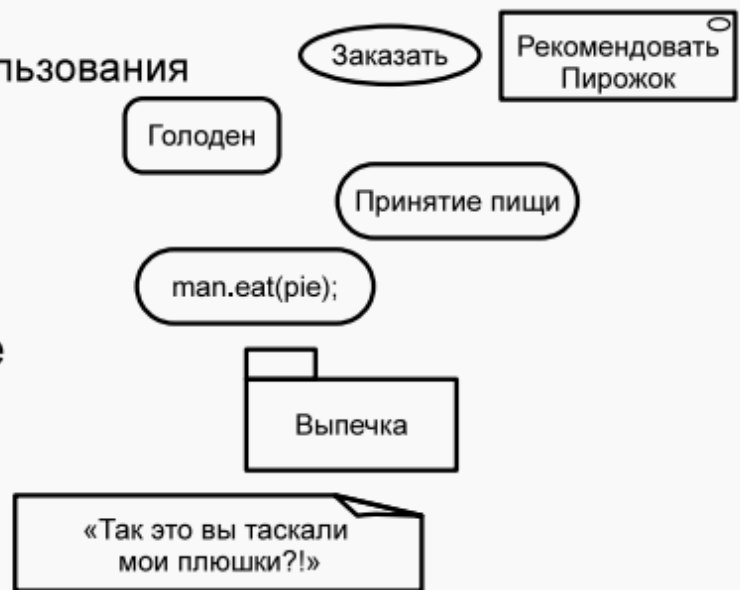 Заказать
Рекомендовать
Пирожок
льзования
Голоден
Принятие пищи
man.eat(pie);
е
Выпечка
«Так это вы таскали
мои плюшки?!»